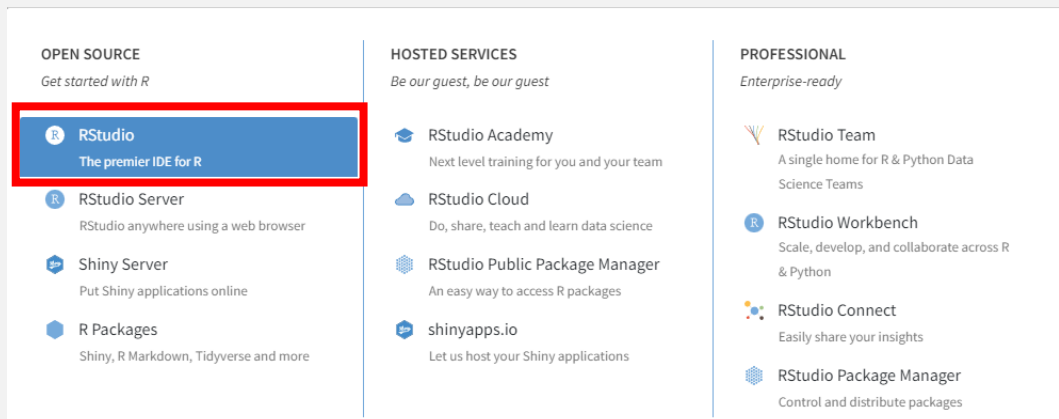 OPEN SOURCE
Get started with R
R RStudio
The premier IDE for R
R RStudio Server
RStudio anywhere using a web browser
Shiny Server
Put Shiny applications online
R Packages
Shiny, R Markdown, Tidyverse and more
HOSTED SERVICES
Be our guest, be our guest
RStudio Academy
Next level training for you and your team
RStudio Cloud
Do, share, teach and learn data science
RStudio Public Package Manager
An easy way to access R packages
shinyapps.io
Let us host your Shiny applications
PROFESSIONAL
Enterprise-ready
RStudio Team
A single home for R & Python Data
Science Teams
R RStudio Workbench
Scale, develop, and collaborate across R
& Python
RStudio Connect
Easily share your insights
RStudio Package Manager
Control and distribute packages